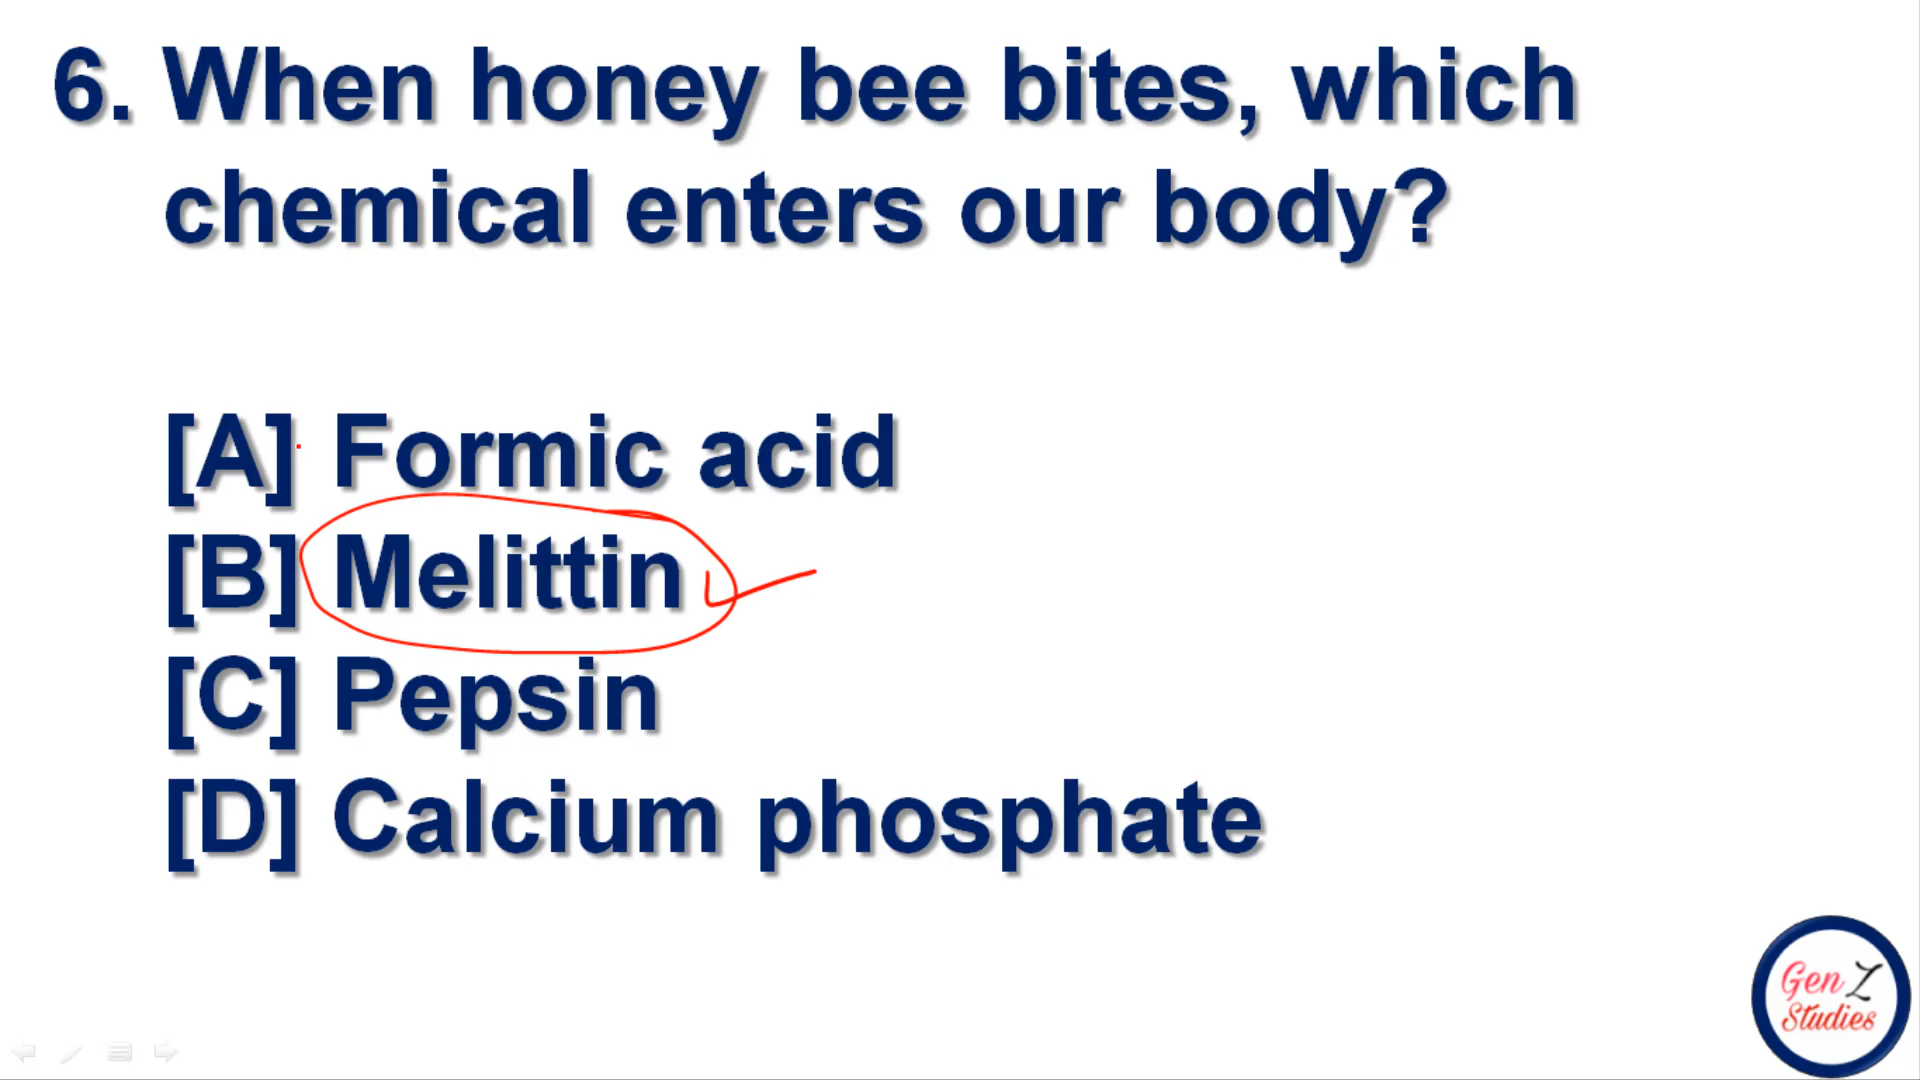 6. When honey bee bites, which
chemical enters our body?
[A] Formic acid
[B] Melittin
[C] Pepsin
[D] Calcium phosphate
Gen Z
Studies